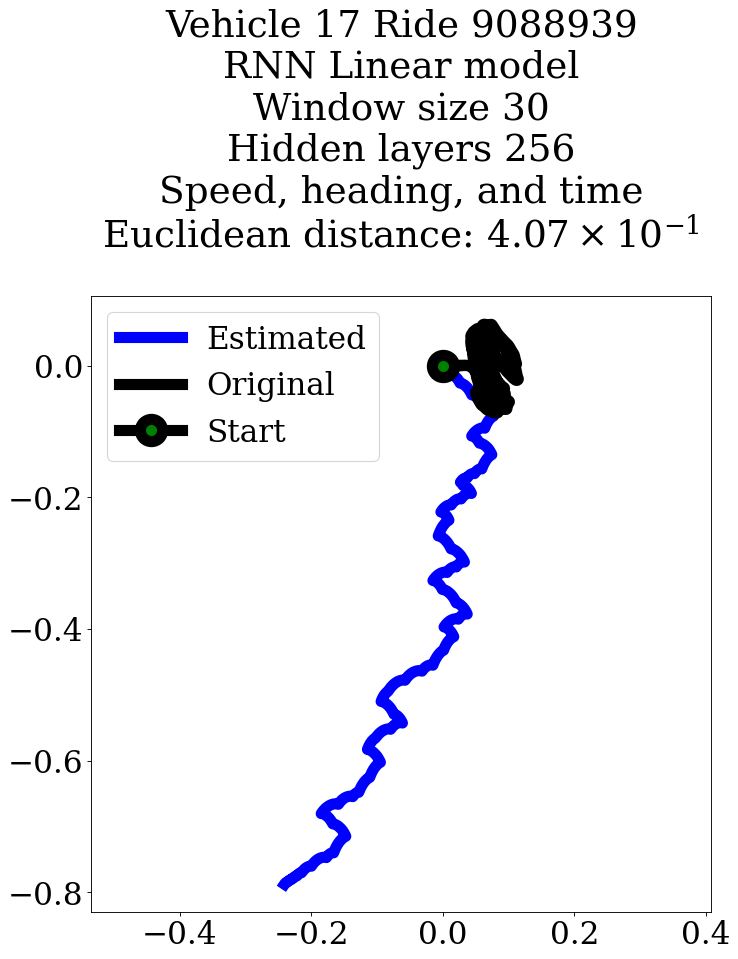 Vehicle 17 Ride 9088939
RNN Linear model
Window size 30
Hidden layers 256
Speed, heading, and time
Euclidean distance: 4.07 × 10⁻¹
Estimated
Original
Start
0.0
−0.2
−0.4
−0.6
−0.8
−0.4
−0.2
0.0
0.2
0.4